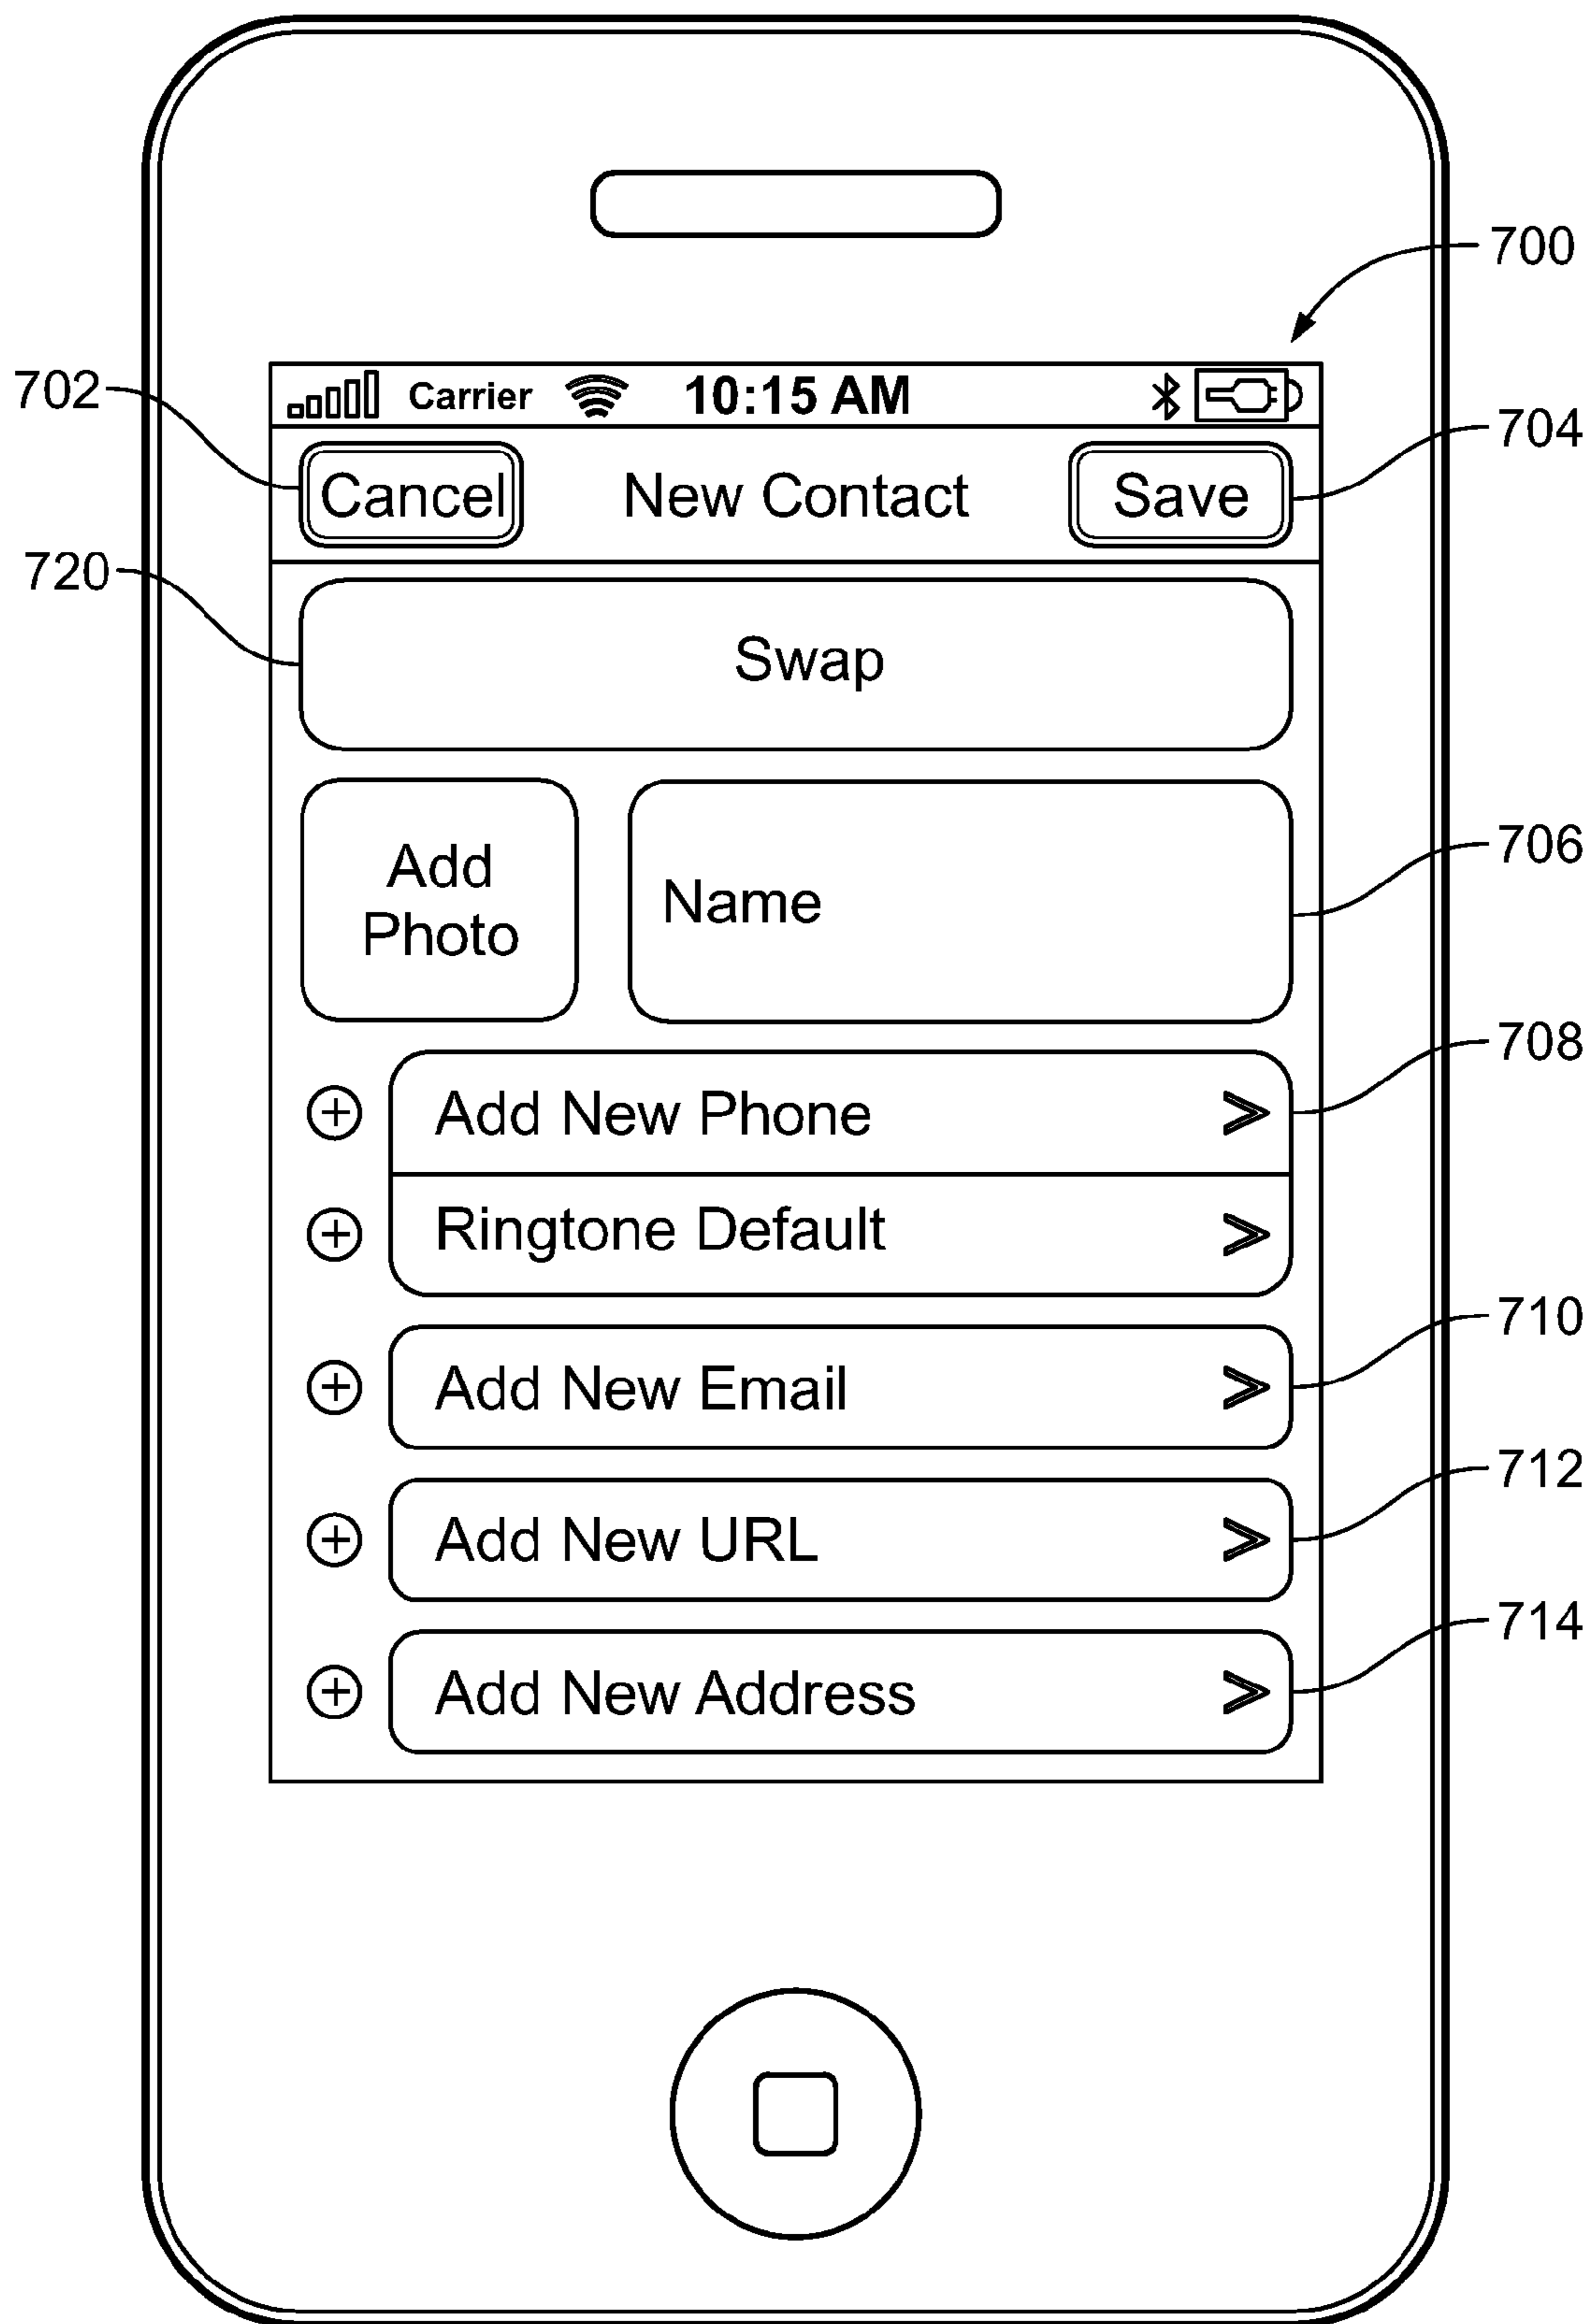 700
702
Carrier 10:15 AM
704
Cancel New Contact Save
720
Swap
706
Add
Photo
Name
708
Add New Phone >
Ringtone Default >
710
Add New Email >
712
Add New URL >
714
Add New Address >